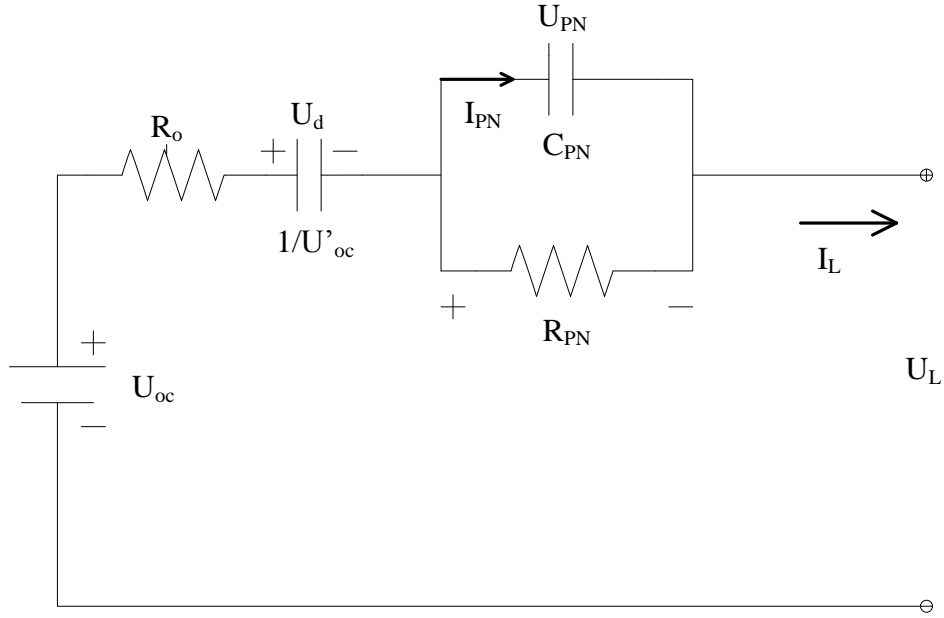 U_PN
I_PN
C_PN
R_o
U_d
+ −
1/U'_oc
+ −
R_PN
I_L
+
U_oc
−
U_L